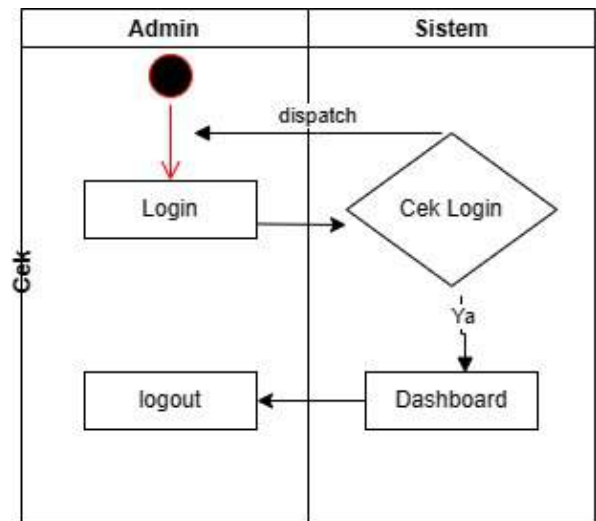 Admin
Sistem
dispatch
Login
Cek Login
Cek
Ya
logout
Dashboard